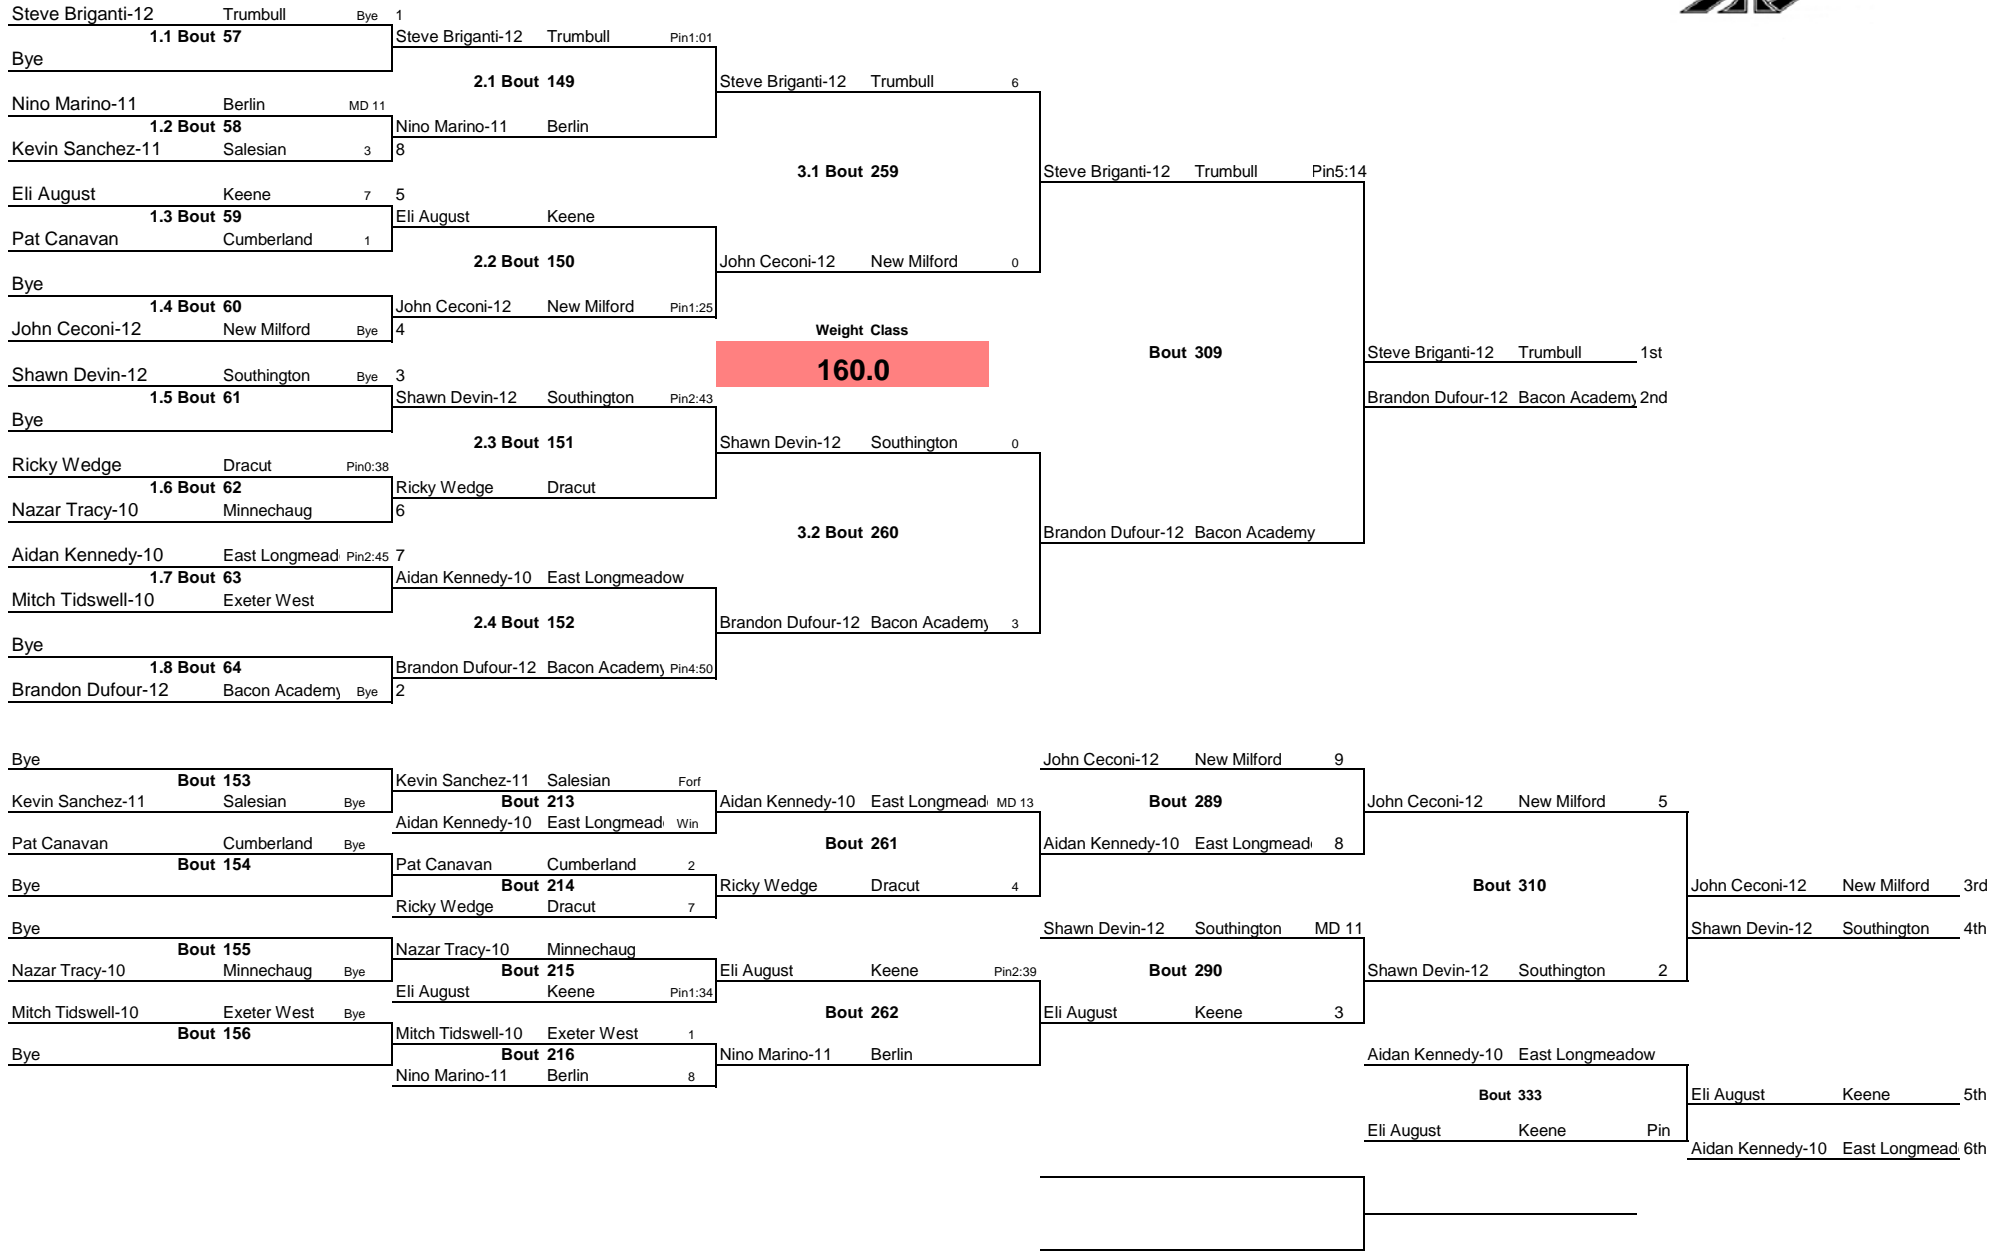 Steve Briganti-12 Trumbull Bye 1
1.1 Bout 57 Steve Briganti-12 Trumbull Pin1:01
Bye
2.1 Bout 149 Steve Briganti-12 Trumbull 6
Nino Marino-11 Berlin MD 11
1.2 Bout 58 Nino Marino-11 Berlin
Kevin Sanchez-11 Salesian 3 8
3.1 Bout 259 Steve Briganti-12 Trumbull Pin5:14
Eli August Keene 7 5
1.3 Bout 59 Eli August Keene
Pat Canavan Cumberland 1
2.2 Bout 150 John Ceconi-12 New Milford 0
Bye
1.4 Bout 60 John Ceconi-12 New Milford Pin1:25
John Ceconi-12 New Milford Bye 4 Weight Class
Bout 309 Steve Briganti-12 Trumbull 1st
160.0
Shawn Devin-12 Southington Bye 3
1.5 Bout 61 Shawn Devin-12 Southington Pin2:43 Brandon Dufour-12 Bacon Academy 2nd
Bye
2.3 Bout 151 Shawn Devin-12 Southington 0
Ricky Wedge Dracut Pin0:38
1.6 Bout 62 Ricky Wedge Dracut
Nazar Tracy-10 Minnechaug 6
3.2 Bout 260 Brandon Dufour-12 Bacon Academy
Aidan Kennedy-10 East Longmead Pin2:45 7
1.7 Bout 63 Aidan Kennedy-10 East Longmeadow
Mitch Tidswell-10 Exeter West
2.4 Bout 152 Brandon Dufour-12 Bacon Academy 3
Bye
1.8 Bout 64 Brandon Dufour-12 Bacon Academy Pin4:50
Brandon Dufour-12 Bacon Academy Bye 2
Bye John Ceconi-12 New Milford 9
Bout 153 Kevin Sanchez-11 Salesian Forf
Kevin Sanchez-11 Salesian Bye Bout 213 Aidan Kennedy-10 East Longmead MD 13 Bout 289 John Ceconi-12 New Milford 5
Aidan Kennedy-10 East Longmead Win
Pat Canavan Cumberland Bye Bout 261 Aidan Kennedy-10 East Longmead 8
Bout 154 Pat Canavan Cumberland 2
Bye Bout 214 Ricky Wedge Dracut 4 Bout 310 John Ceconi-12 New Milford 3rd
Ricky Wedge Dracut 7
Bye Shawn Devin-12 Southington MD 11 Shawn Devin-12 Southington 4th
Bout 155 Nazar Tracy-10 Minnechaug
Nazar Tracy-10 Minnechaug Bye Bout 215 Eli August Keene Pin2:39 Bout 290 Shawn Devin-12 Southington 2
Eli August Keene Pin1:34
Mitch Tidswell-10 Exeter West Bye Bout 262 Eli August Keene 3
Bout 156 Mitch Tidswell-10 Exeter West 1
Bye Bout 216 Nino Marino-11 Berlin Aidan Kennedy-10 East Longmeadow
Nino Marino-11 Berlin 8
Bout 333 Eli August Keene 5th
Eli August Keene Pin
Aidan Kennedy-10 East Longmead 6th